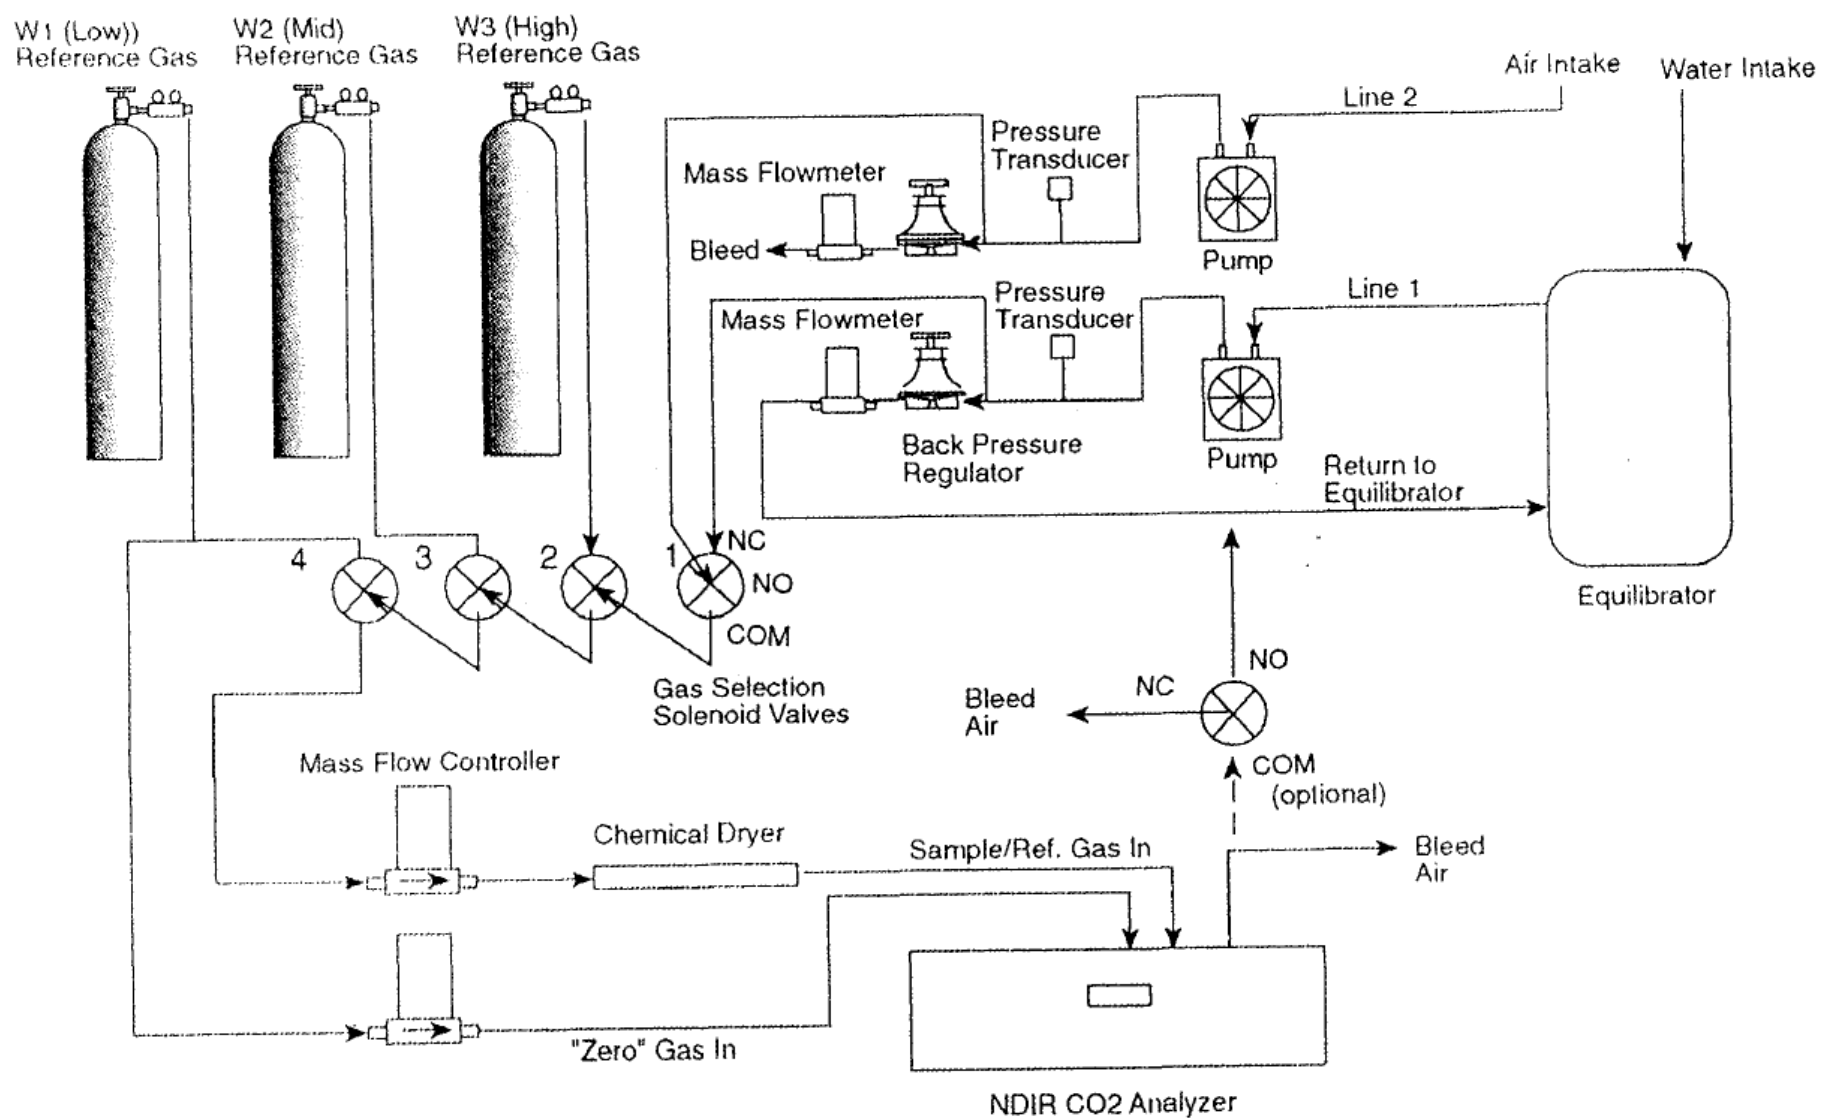 W1 (Low))
Reference Gas
W2 (Mid)
Reference Gas
W3 (High)
Reference Gas
Air Intake
Water Intake
Line 2
Pressure
Transducer
Mass Flowmeter
Bleed
Pump
Line 1
Pressure
Transducer
Mass Flowmeter
Back Pressure
Regulator
Pump
Return to
Equilibrator
Equilibrator
4
3
2
1
NC
NO
COM
Gas Selection
Solenoid Valves
NO
NC
Bleed
Air
COM
(optional)
Mass Flow Controller
Chemical Dryer
Sample/Ref. Gas In
Bleed
Air
"Zero" Gas In
NDIR CO2 Analyzer